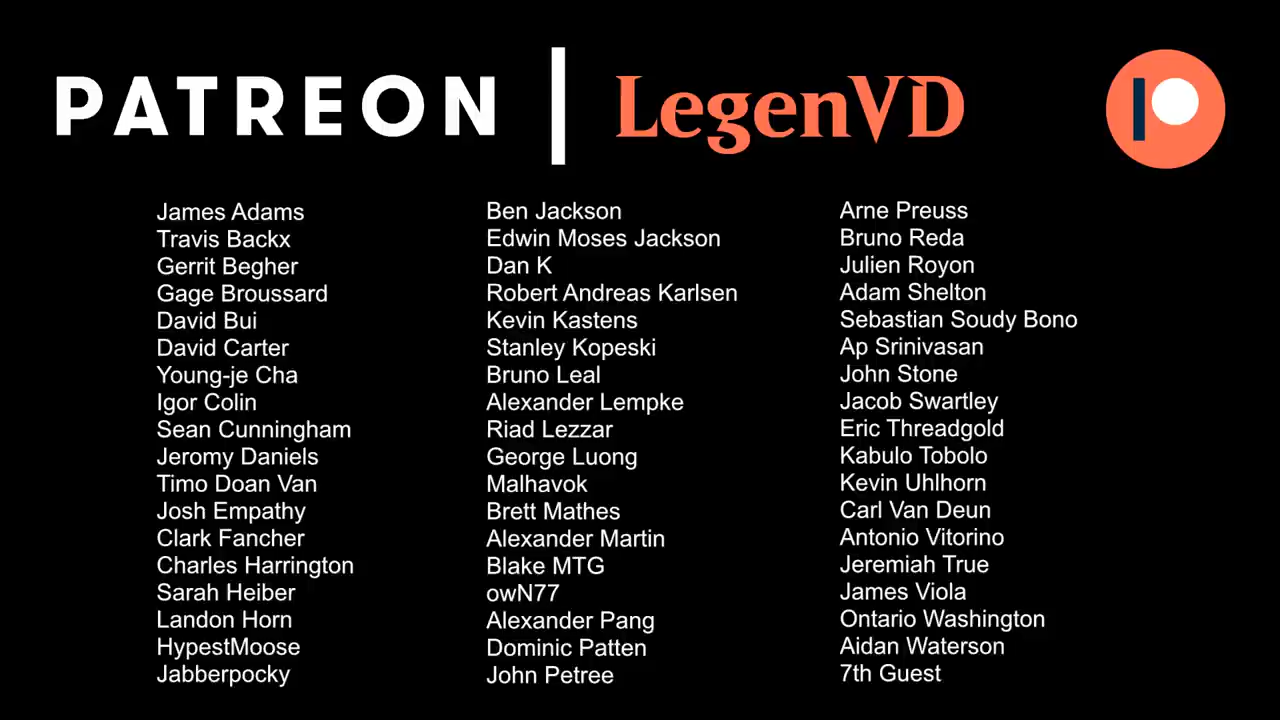 PATREON | LegenVD
James Adams
Travis Backx
Gerrit Begher
Gage Broussard
David Bui
David Carter
Young-je Cha
Igor Colin
Sean Cunningham
Jeromy Daniels
Timo Doan Van
Josh Empathy
Clark Fancher
Charles Harrington
Sarah Heiber
Landon Horn
HypestMoose
Jabberpocky
Ben Jackson
Edwin Moses Jackson
Dan K
Robert Andreas Karlsen
Kevin Kastens
Stanley Kopeski
Bruno Leal
Alexander Lempke
Riad Lezzar
George Luong
Malhavok
Brett Mathes
Alexander Martin
Blake MTG
owN77
Alexander Pang
Dominic Patten
John Petree
Arne Preuss
Bruno Reda
Julien Royon
Adam Shelton
Sebastian Soudy Bono
Ap Srinivasan
John Stone
Jacob Swartley
Eric Threadgold
Kabulo Tobolo
Kevin Uhlhorn
Carl Van Deun
Antonio Vitorino
Jeremiah True
James Viola
Ontario Washington
Aidan Waterson
7th Guest